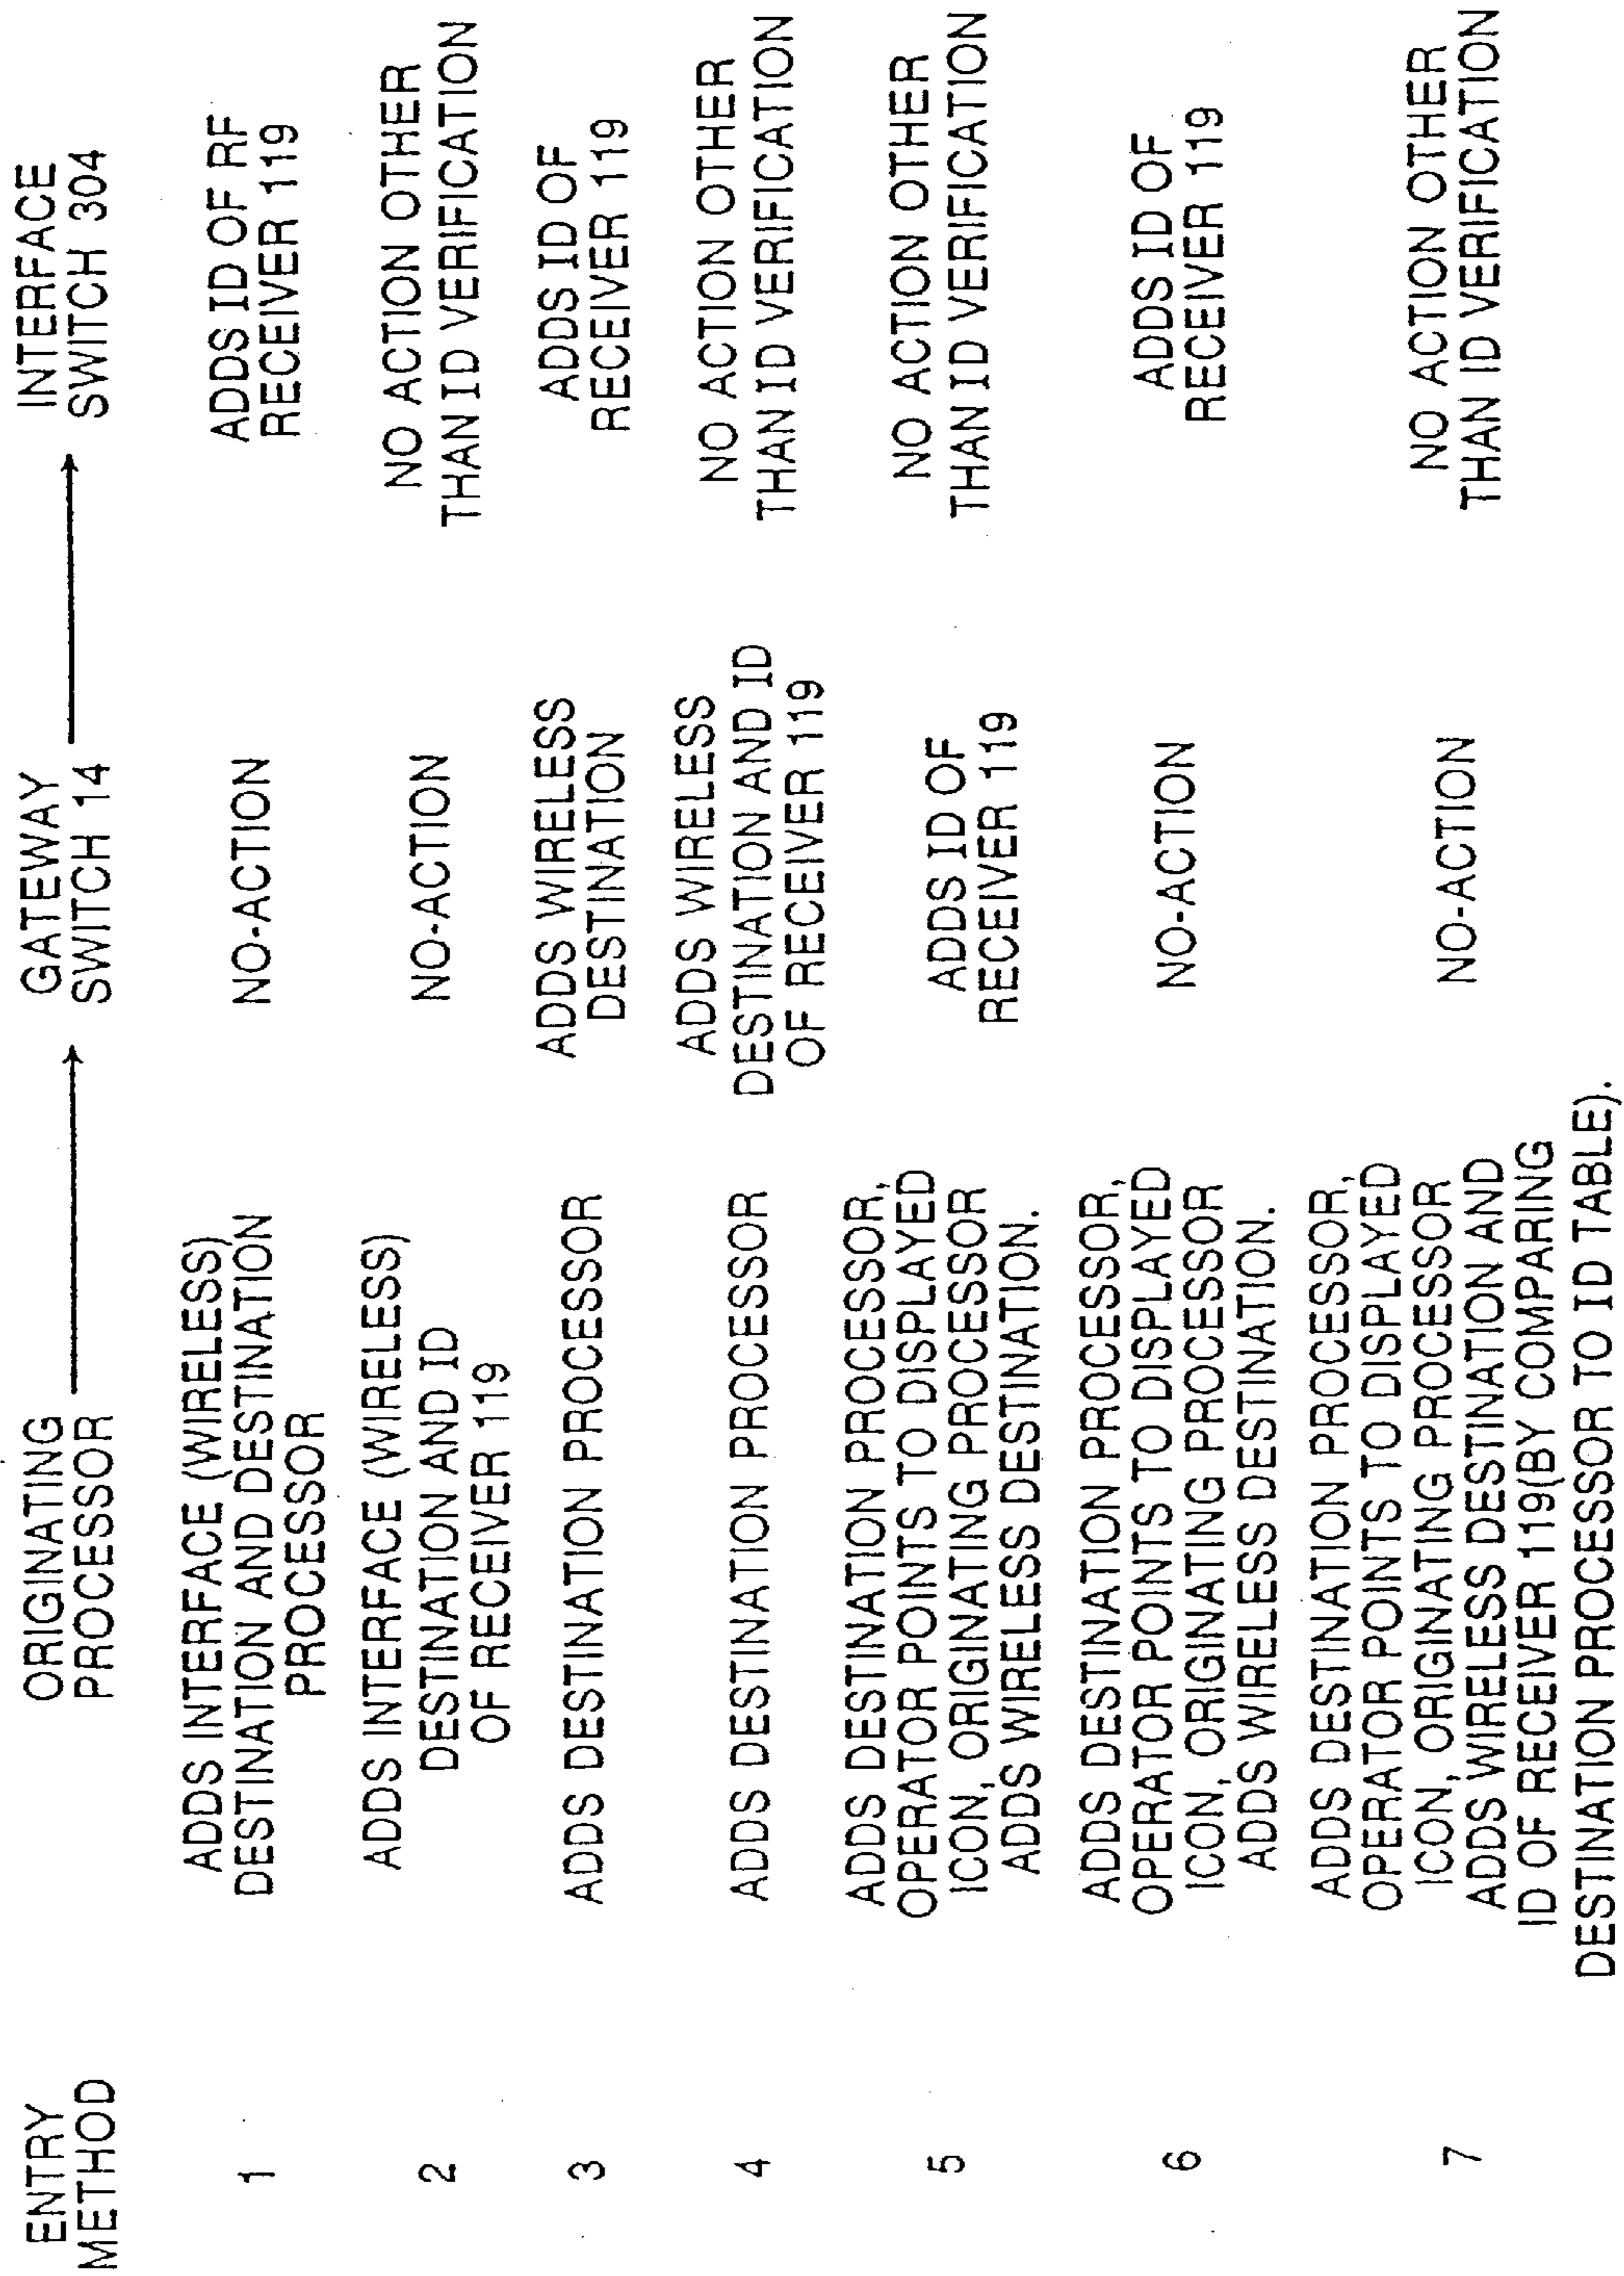 ENTRY
METHOD
ORIGINATING
PROCESSOR
GATEWAY
SWITCH 14
INTERFACE
SWITCH 304
1
ADDS INTERFACE (WIRELESS)
DESTINATION AND DESTINATION
PROCESSOR
NO-ACTION
ADDS ID OF RF
RECEIVER 119
2
ADDS INTERFACE (WIRELESS)
DESTINATION AND ID
OF RECEIVER 119
NO-ACTION
NO ACTION OTHER
THAN ID VERIFICATION
3
ADDS DESTINATION PROCESSOR
ADDS WIRELESS
DESTINATION
ADDS ID OF
RECEIVER 119
4
ADDS DESTINATION PROCESSOR
ADDS WIRELESS
DESTINATION AND ID
OF RECEIVER 119
NO ACTION OTHER
THAN ID VERIFICATION
5
ADDS DESTINATION PROCESSOR,
OPERATOR POINTS TO DISPLAYED
ICON, ORIGINATING PROCESSOR
ADDS WIRELESS DESTINATION.
ADDS ID OF
RECEIVER 119
NO ACTION OTHER
THAN ID VERIFICATION
6
ADDS DESTINATION PROCESSOR,
OPERATOR POINTS TO DISPLAYED
ICON, ORIGINATING PROCESSOR
ADDS WIRELESS DESTINATION.
NO-ACTION
ADDS ID OF
RECEIVER 119
7
ADDS DESTINATION PROCESSOR,
OPERATOR POINTS TO DISPLAYED
ICON, ORIGINATING PROCESSOR
ADDS WIRELESS DESTINATION AND
ID OF RECEIVER 119(BY COMPARING
DESTINATION PROCESSOR TO ID TABLE).
NO-ACTION
NO ACTION OTHER
THAN ID VERIFICATION